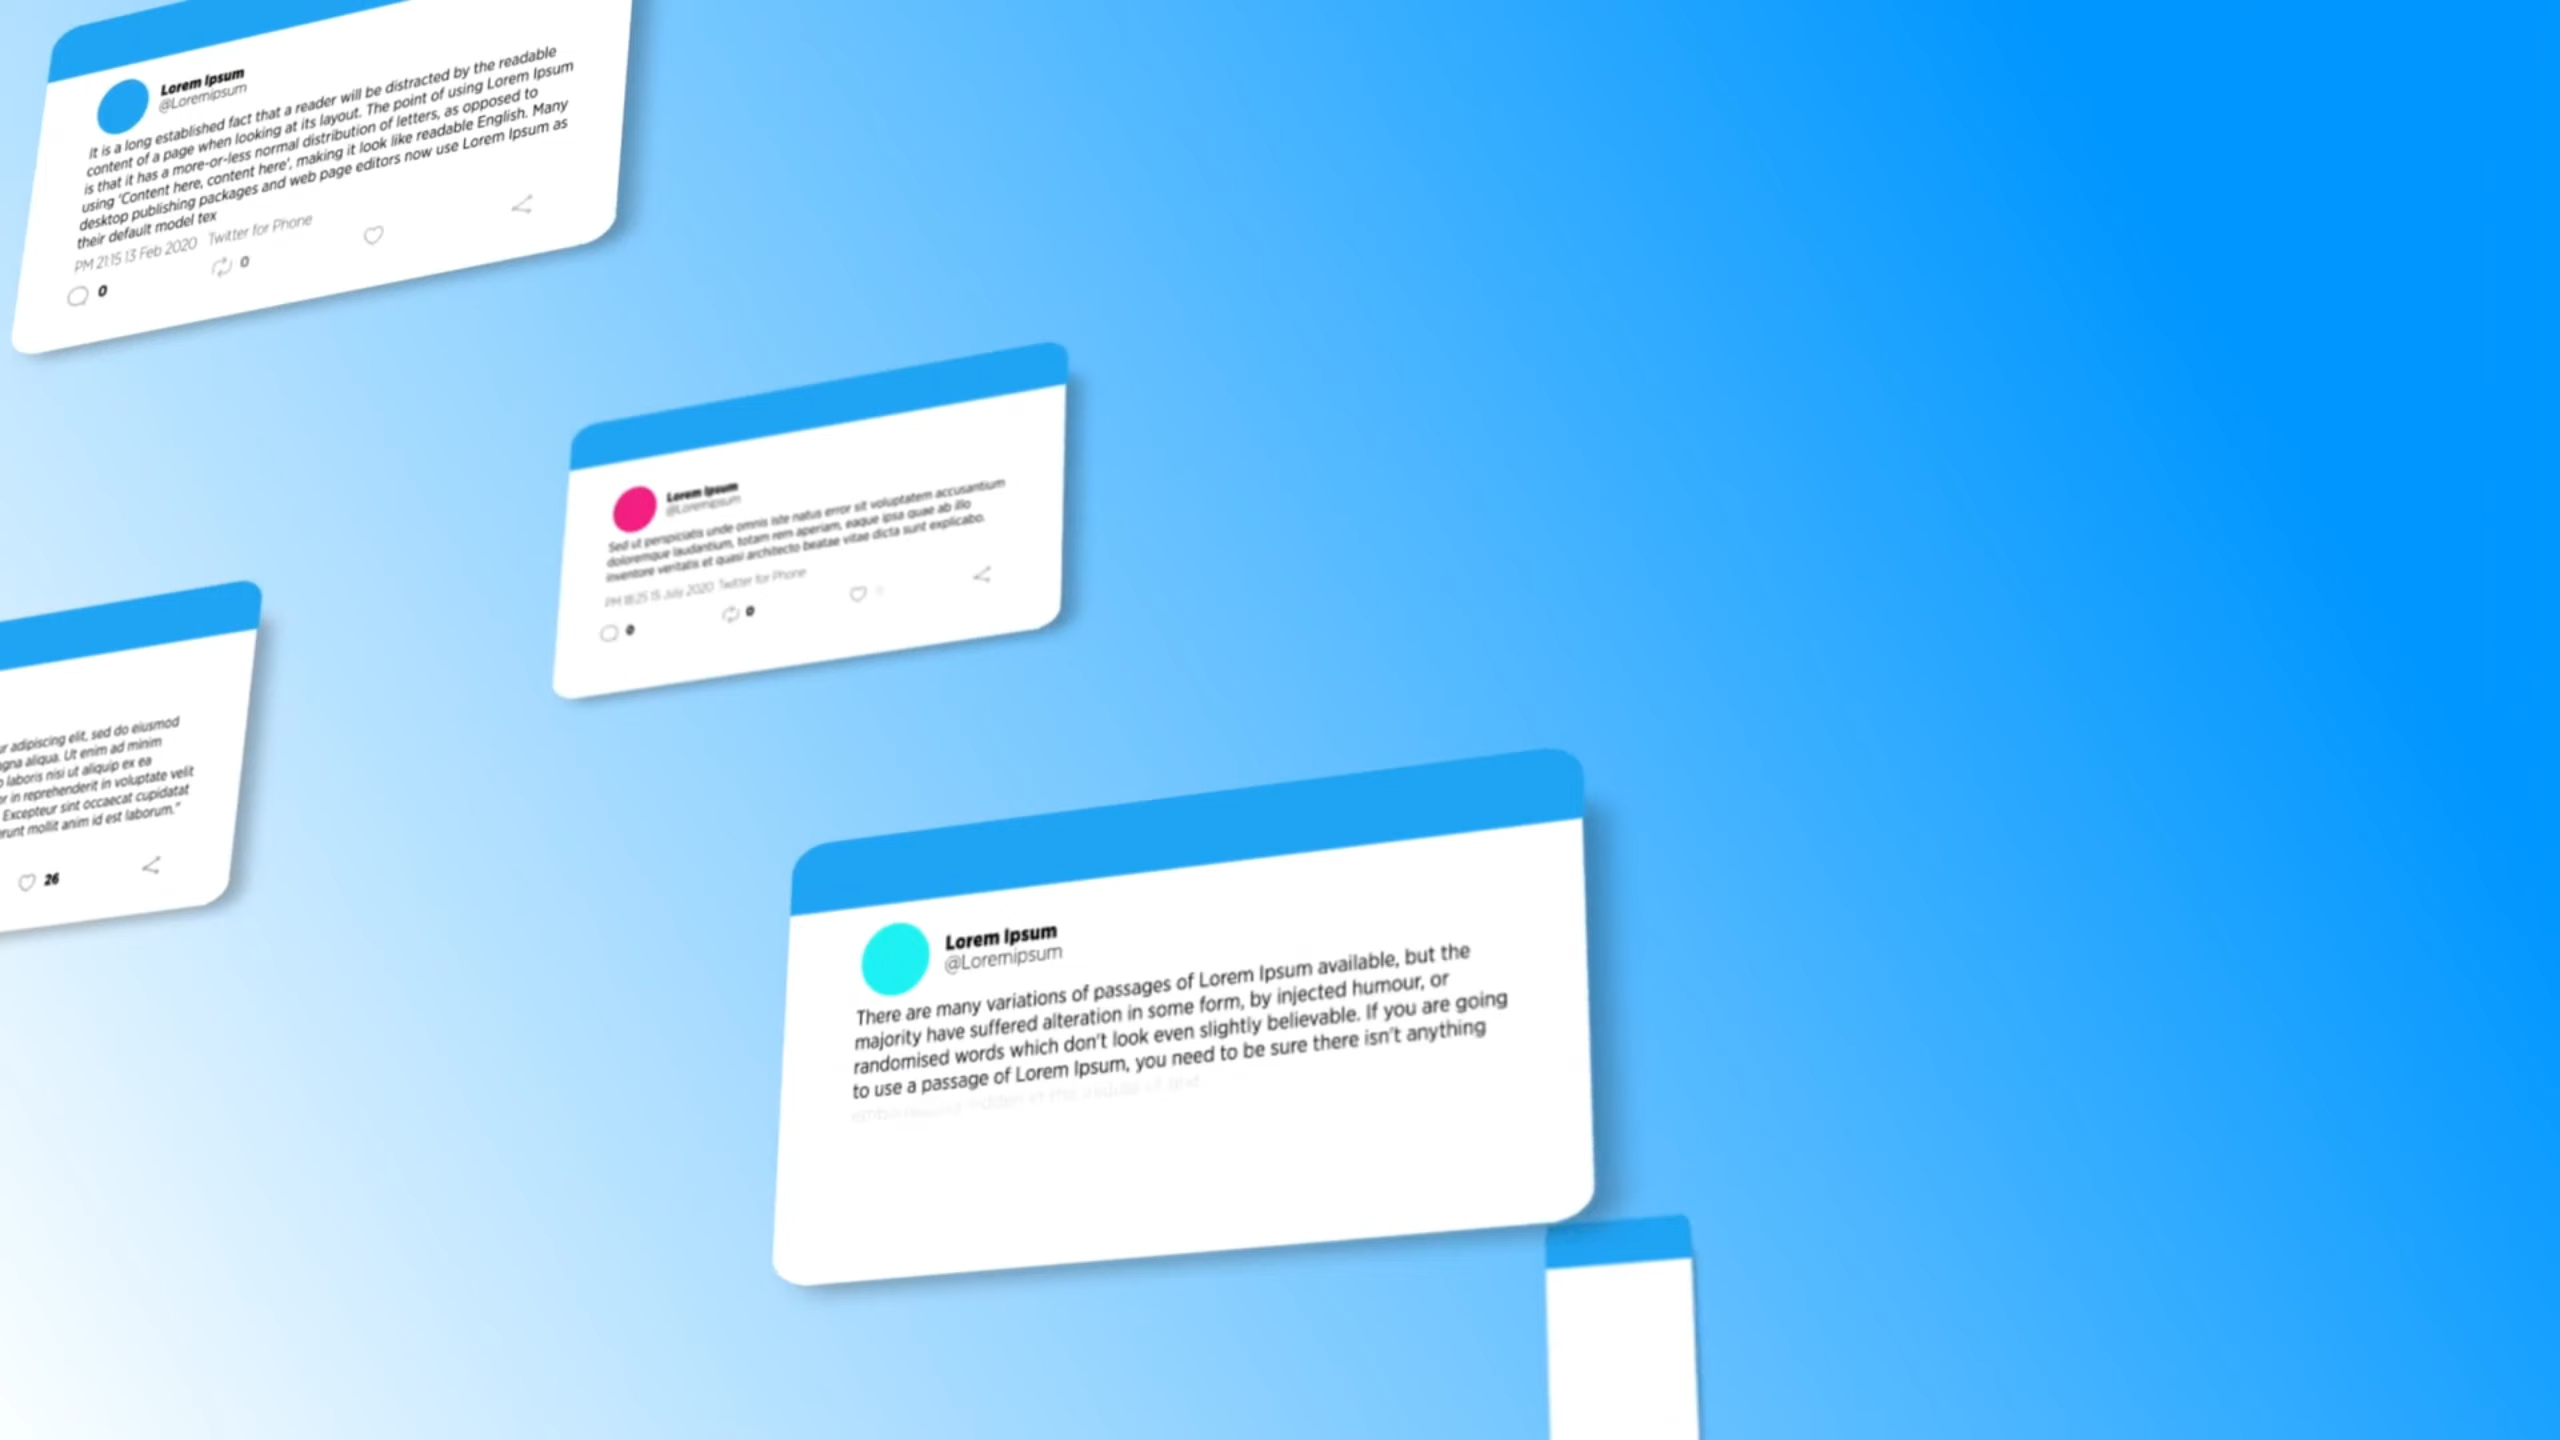 Lorem Ipsum
@Loremipsum
It is a long established fact that a reader will be distracted by the readable
content of a page when looking at its layout. The point of using Lorem Ipsum
is that it has a more-or-less normal distribution of letters, as opposed to
using 'Content here, content here', making it look like readable English. Many
desktop publishing packages and web page editors now use Lorem Ipsum as
their default model tex
PM 21:15 13 Feb 2020 Twitter for Phone
0 0
Lorem Ipsum
@Loremipsum
Sed ut perspiciatis unde omnis iste natus error sit voluptatem accusantium
doloremque laudantium, totam rem aperiam, eaque ipsa quae ab illo
inventore veritatis et quasi architecto beatae vitae dicta sunt explicabo.
PM 18:25 15 July 2020 Twitter for Phone
0 0
adipiscing elit, sed do eiusmod
aliqua. Ut enim ad minim
laboris nisi ut aliquip ex ea
in reprehenderit in voluptate velit
Excepteur sint occaecat cupidatat
mollit anim id est laborum."
26
Lorem Ipsum
@Loremipsum
There are many variations of passages of Lorem Ipsum available, but the
majority have suffered alteration in some form, by injected humour, or
randomised words which don't look even slightly believable. If you are going
to use a passage of Lorem Ipsum, you need to be sure there isn't anything